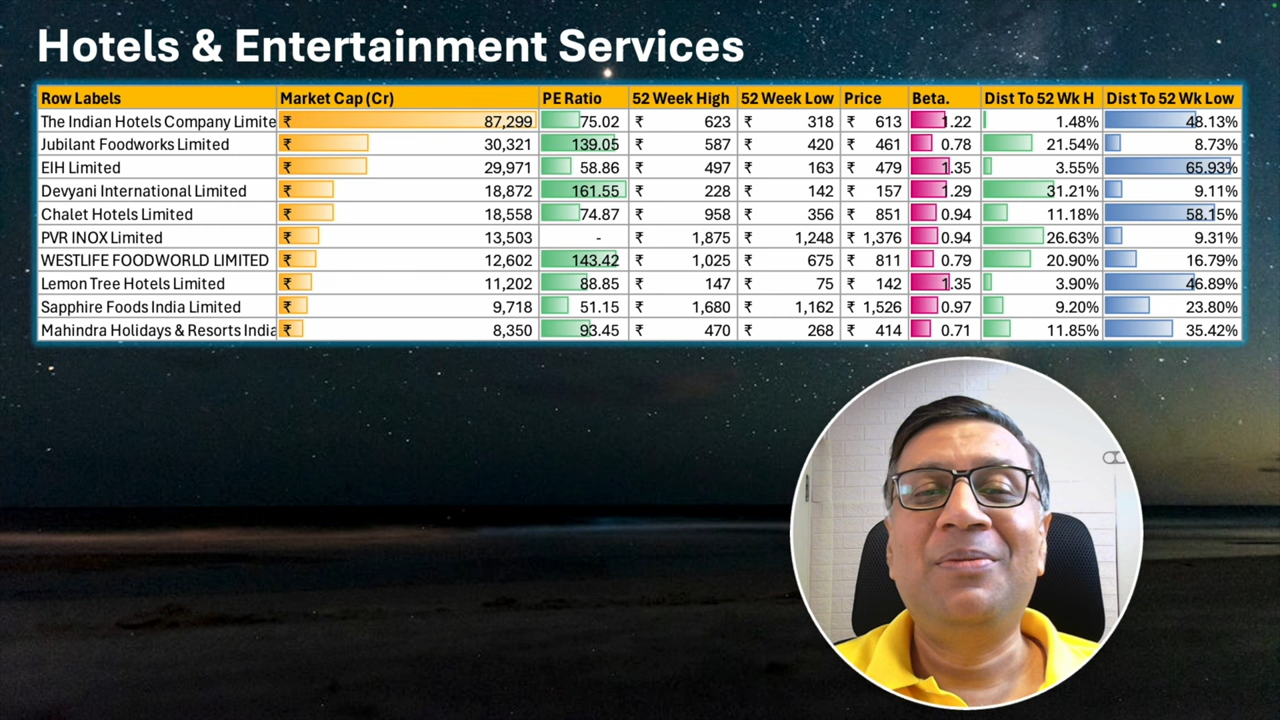 Hotels & Entertainment Services
Row Labels Market Cap (Cr) PE Ratio 52 Week High 52 Week Low Price Beta. Dist To 52 Wk H Dist To 52 Wk Low
The Indian Hotels Company Limite ₹ 87,299 75.02 ₹ 623 ₹ 318 ₹ 613 1.22 1.48% 48.13%
Jubilant Foodworks Limited ₹ 30,321 139.05 ₹ 587 ₹ 420 ₹ 461 0.78 21.54% 8.73%
EIH Limited ₹ 29,971 58.86 ₹ 497 ₹ 163 ₹ 479 1.35 3.55% 65.93%
Devyani International Limited ₹ 18,872 161.55 ₹ 228 ₹ 142 ₹ 157 1.29 31.21% 9.11%
Chalet Hotels Limited ₹ 18,558 74.87 ₹ 958 ₹ 356 ₹ 851 0.94 11.18% 58.15%
PVR INOX Limited ₹ 13,503 - ₹ 1,875 ₹ 1,248 ₹ 1,376 0.94 26.63% 9.31%
WESTLIFE FOODWORLD LIMITED ₹ 12,602 143.42 ₹ 1,025 ₹ 675 ₹ 811 0.79 20.90% 16.79%
Lemon Tree Hotels Limited ₹ 11,202 88.85 ₹ 147 ₹ 75 ₹ 142 1.35 3.90% 46.89%
Sapphire Foods India Limited ₹ 9,718 51.15 ₹ 1,680 ₹ 1,162 ₹ 1,526 0.97 9.20% 23.80%
Mahindra Holidays & Resorts India ₹ 8,350 93.45 ₹ 470 ₹ 268 ₹ 414 0.71 11.85% 35.42%